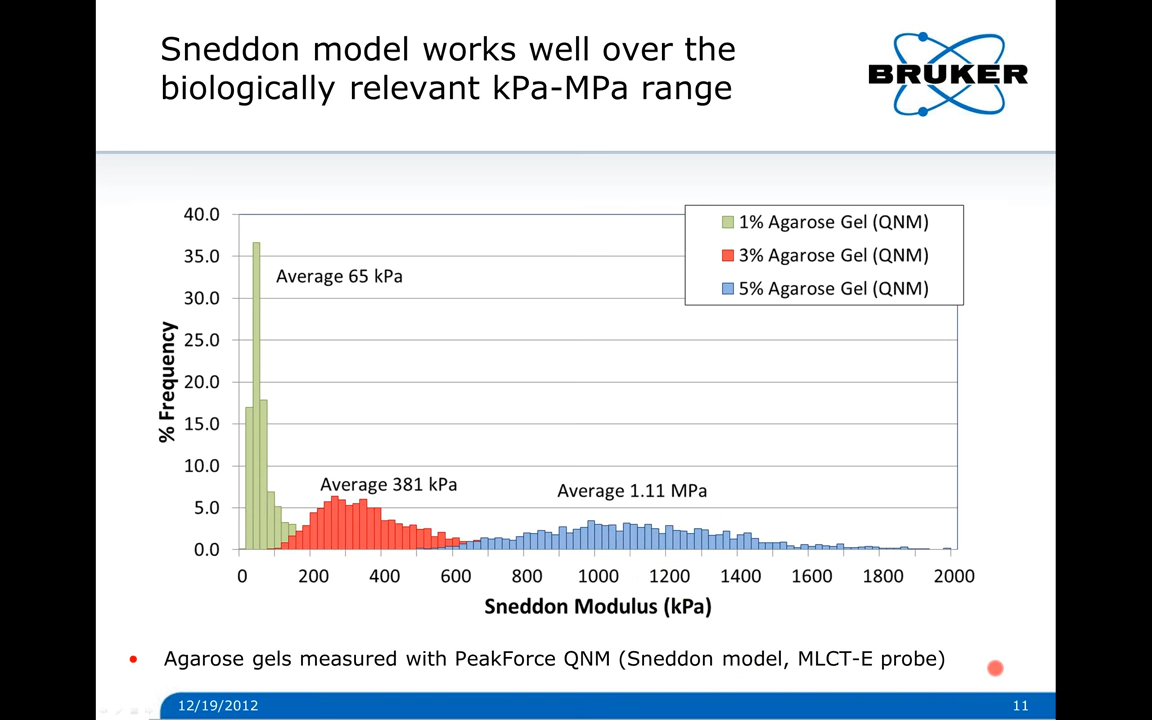 Sneddon model works well over the
biologically relevant kPa-MPa range
BRUKER
40.0
35.0
30.0
25.0
20.0
15.0
10.0
5.0
0.0
% Frequency
1% Agarose Gel (QNM)
3% Agarose Gel (QNM)
5% Agarose Gel (QNM)
Average 65 kPa
Average 381 kPa
Average 1.11 MPa
0 200 400 600 800 1000 1200 1400 1600 1800 2000
Sneddon Modulus (kPa)
• Agarose gels measured with PeakForce QNM (Sneddon model, MLCT-E probe)
12/19/2012 11